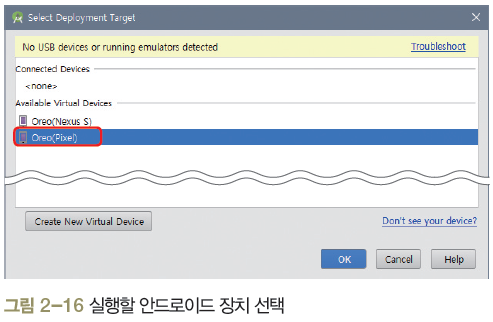 Select Deployment Target
No USB devices or running emulators detected Troubleshoot
Connected Devices
<none>
Available Virtual Devices
Oreo(Nexus S)
Oreo(Pixel)
Create New Virtual Device Don't see your device?
OK Cancel Help
그림 2-16 실행할 안드로이드 장치 선택